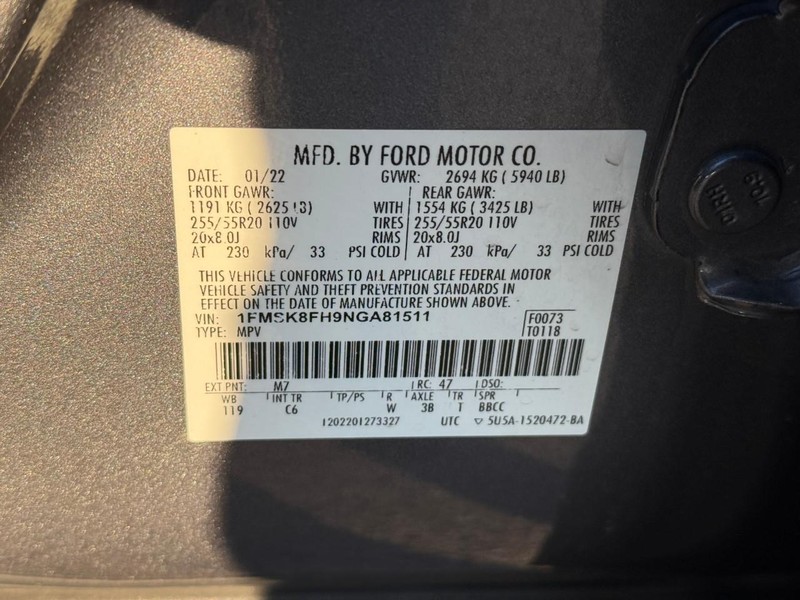 MFD. BY FORD MOTOR CO.
DATE: 01/22 GVWR: 2694 KG ( 5940 LB)
FRONT GAWR: REAR GAWR:
1191 KG ( 2625 LB) WITH 1554 KG ( 3425 LB) WITH
255/55R20 110V TIRES 255/55R20 110V TIRES
20x8.0J RIMS 20x8.0J RIMS
AT 230 kPa/ 33 PSI COLD AT 230 kPa/ 33 PSI COLD
THIS VEHICLE CONFORMS TO ALL APPLICABLE FEDERAL MOTOR
VEHICLE SAFETY AND THEFT PREVENTION STANDARDS IN
EFFECT ON THE DATE OF MANUFACTURE SHOWN ABOVE.
VIN: 1FMSK8FH9NGA81511 F0073
TYPE: MPV T0118
EXT PNT: M7 RC: 47 DSO:
WB INT TR TP/PS R AXLE TR SPR
119 C6 W 3B T BBCC
1202201273327 UTC ▽ 5U5A-1520472-BA